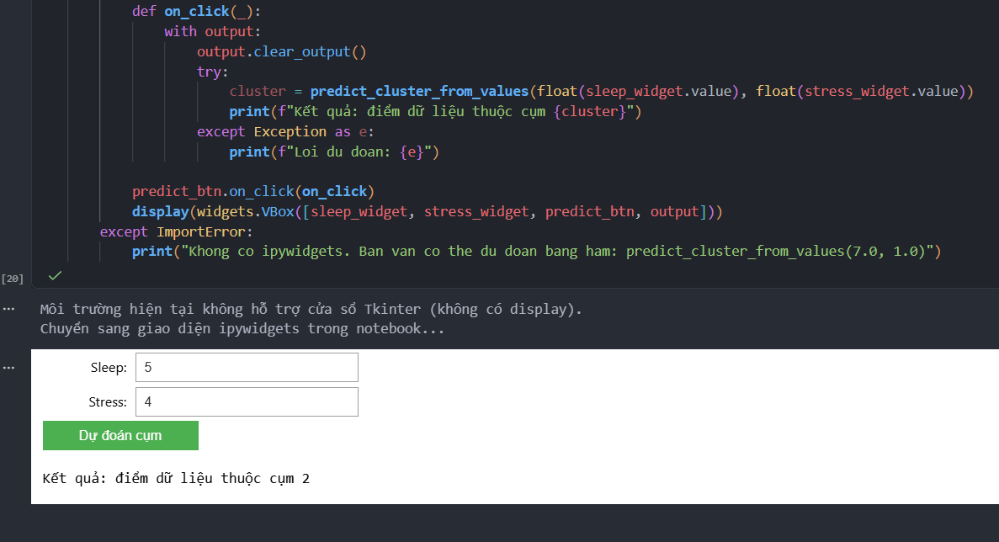 def on_click(_):
with output:
output.clear_output()
try:
cluster = predict_cluster_from_values(float(sleep_widget.value), float(stress_widget.value))
print(f"Kết quả: điểm dữ liệu thuộc cụm {cluster}")
except Exception as e:
print(f"Loi du doan: {e}")
predict_btn.on_click(on_click)
display(widgets.VBox([sleep_widget, stress_widget, predict_btn, output]))
except ImportError:
print("Khong co ipywidgets. Ban van co the du doan bang ham: predict_cluster_from_values(7.0, 1.0)")
[20]
Môi trường hiện tại không hỗ trợ cửa sổ Tkinter (không có display).
Chuyển sang giao diện ipywidgets trong notebook...
Sleep: 5
Stress: 4
Dự đoán cụm
Kết quả: điểm dữ liệu thuộc cụm 2